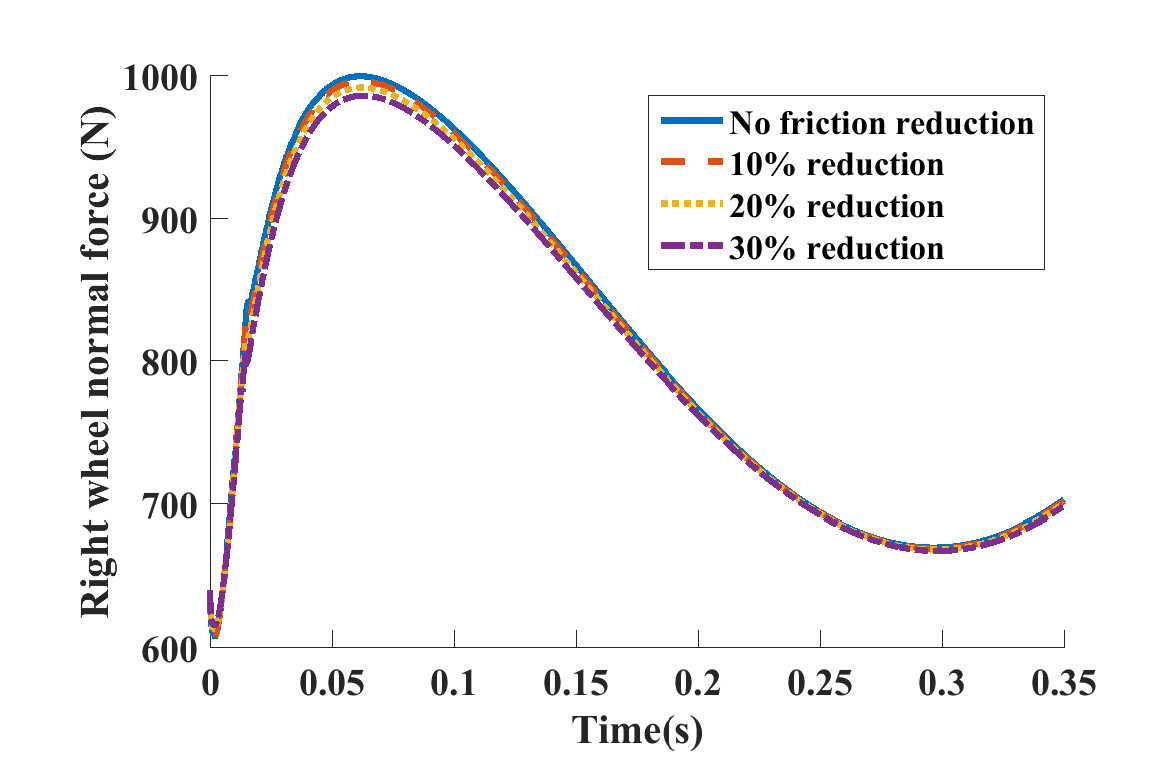 Right wheel normal force (N)
1000
900
800
700
600
No friction reduction
10% reduction
20% reduction
30% reduction
0 0.05 0.1 0.15 0.2 0.25 0.3 0.35
Time(s)